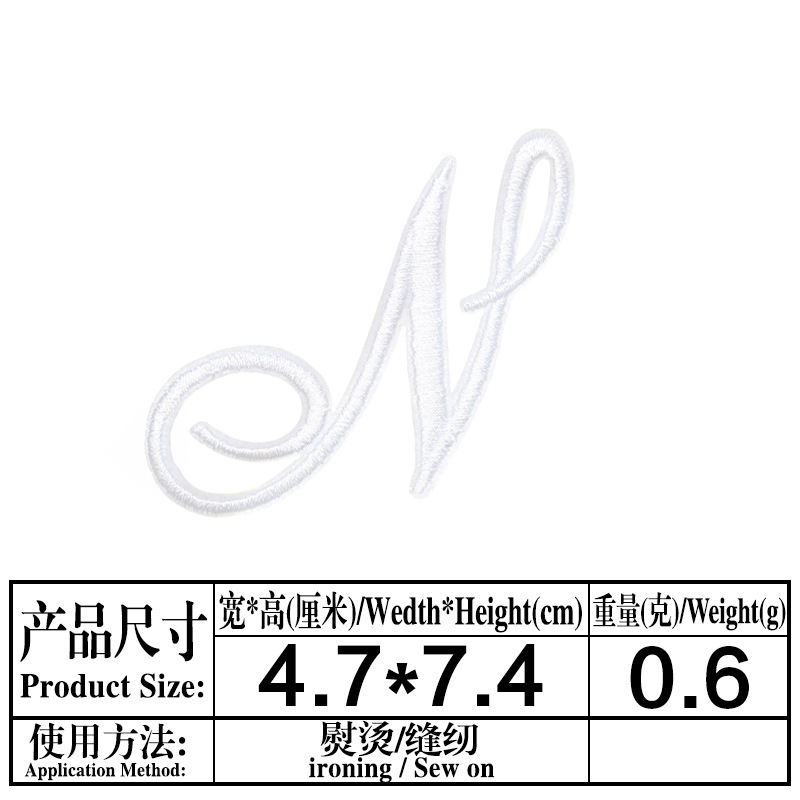 N
产品尺寸
Product Size:
宽*高(厘米)/Wedth*Height(cm)
重量(克)/Weight(g)
4.7*7.4
0.6
使用方法:
Application Method:
熨烫/缝纫
ironing / Sew on